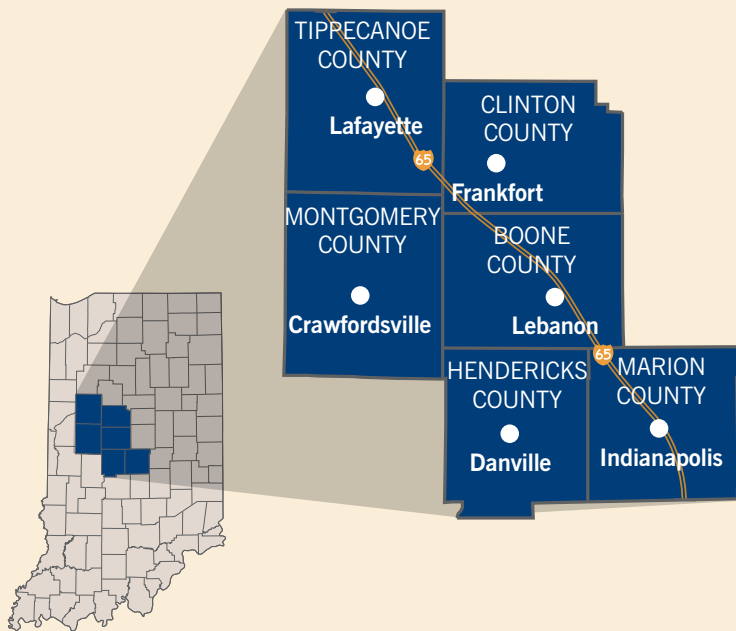 TIPPECANOE
COUNTY
Lafayette
65
CLINTON
COUNTY
Frankfort
MONTGOMERY
COUNTY
Crawfordsville
BOONE
COUNTY
Lebanon
65
HENDRICKS
COUNTY
Danville
MARION
COUNTY
Indianapolis